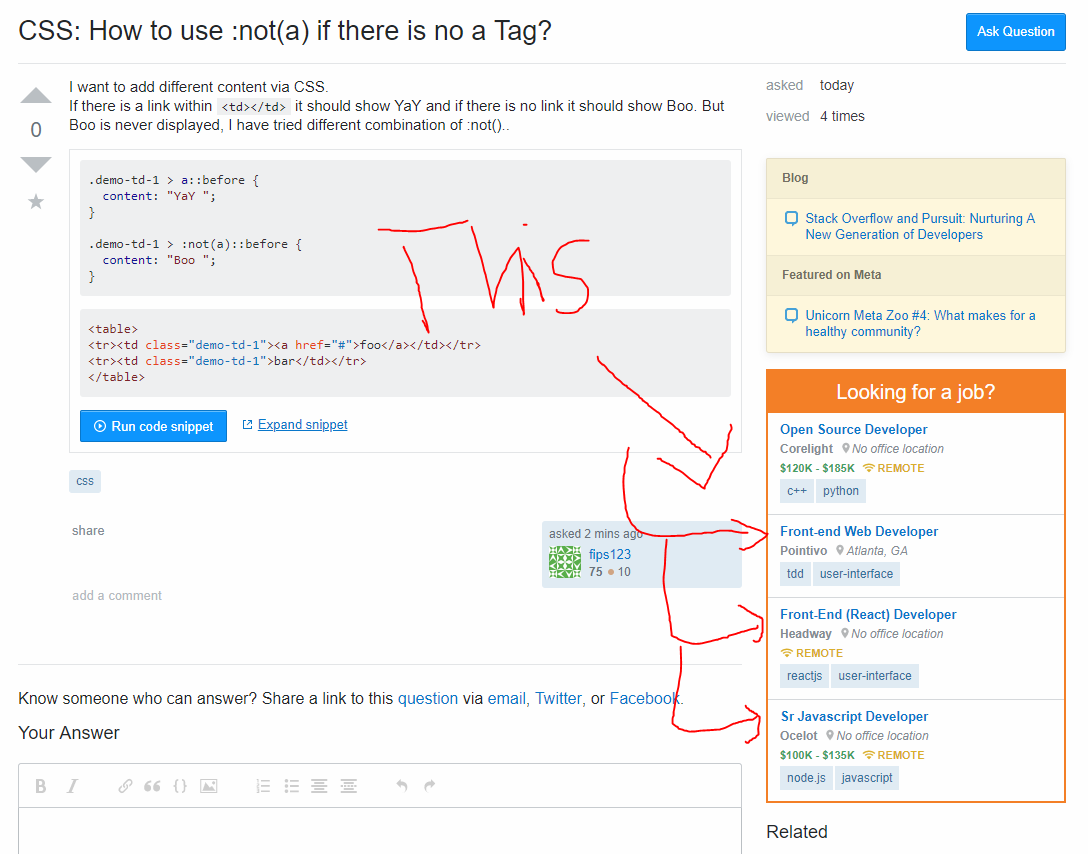 CSS: How to use :not(a) if there is no a Tag?
Ask Question
0
I want to add different content via CSS.
If there is a link within <td></td> it should show YaY and if there is no link it should show Boo. But
Boo is never displayed, I have tried different combination of :not()..
.demo-td-1 > a::before {
content: "YaY ";
}
.demo-td-1 > :not(a)::before {
content: "Boo ";
}
This
<table>
<tr><td class="demo-td-1"><a href="#">foo</a></td></tr>
<tr><td class="demo-td-1">bar</td></tr>
</table>
Run code snippet
Expand snippet
css
share
asked 2 mins ago
fips123
75 ● 10
add a comment
Know someone who can answer? Share a link to this question via email, Twitter, or Facebook.
Your Answer
B I
asked today
viewed 4 times
Blog
Stack Overflow and Pursuit: Nurturing A
New Generation of Developers
Featured on Meta
Unicorn Meta Zoo #4: What makes for a
healthy community?
Looking for a job?
Open Source Developer
Corelight No office location
$120K - $185K REMOTE
c++ python
Front-end Web Developer
Pointivo Atlanta, GA
tdd user-interface
Front-End (React) Developer
Headway No office location
REMOTE
reactjs user-interface
Sr Javascript Developer
Ocelot No office location
$100K - $135K REMOTE
node.js javascript
Related